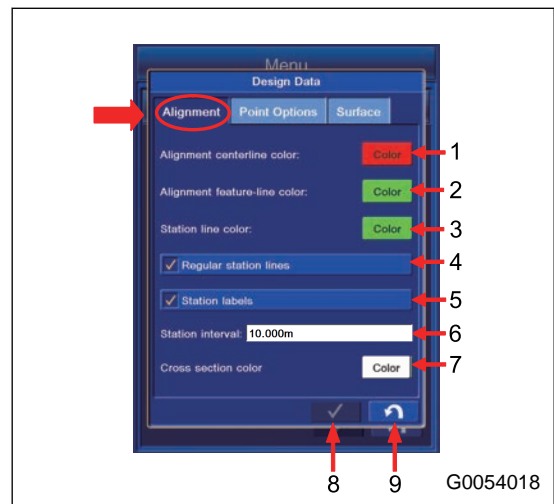 Menu
Design Data
Alignment Point Options Surface
Alignment centerline color: Color 1
Alignment feature-line color: Color 2
Station line color: Color 3
Regular station lines 4
Station labels 5
Station interval: 10.000m 6
Cross section color Color 7
8 9 G0054018